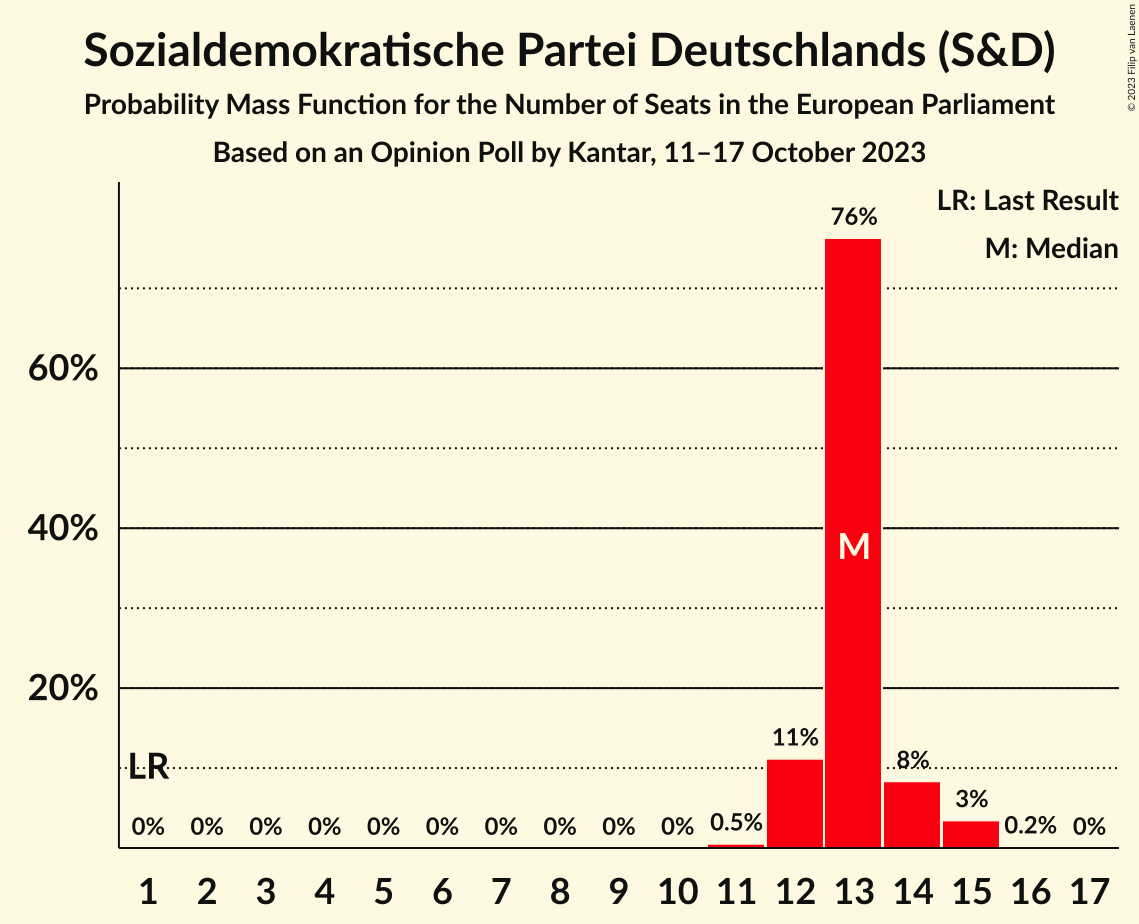 Sozialdemokratische Partei Deutschlands (S&D)
Probability Mass Function for the Number of Seats in the European Parliament
Based on an Opinion Poll by Kantar, 11–17 October 2023
© 2023 Filip van Laenen
LR: Last Result
M: Median
76%
60%
40%
M
20%
11%
8%
LR
3%
0% 0% 0% 0% 0% 0% 0% 0% 0% 0% 0.5% 0.2% 0%
1 2 3 4 5 6 7 8 9 10 11 12 13 14 15 16 17